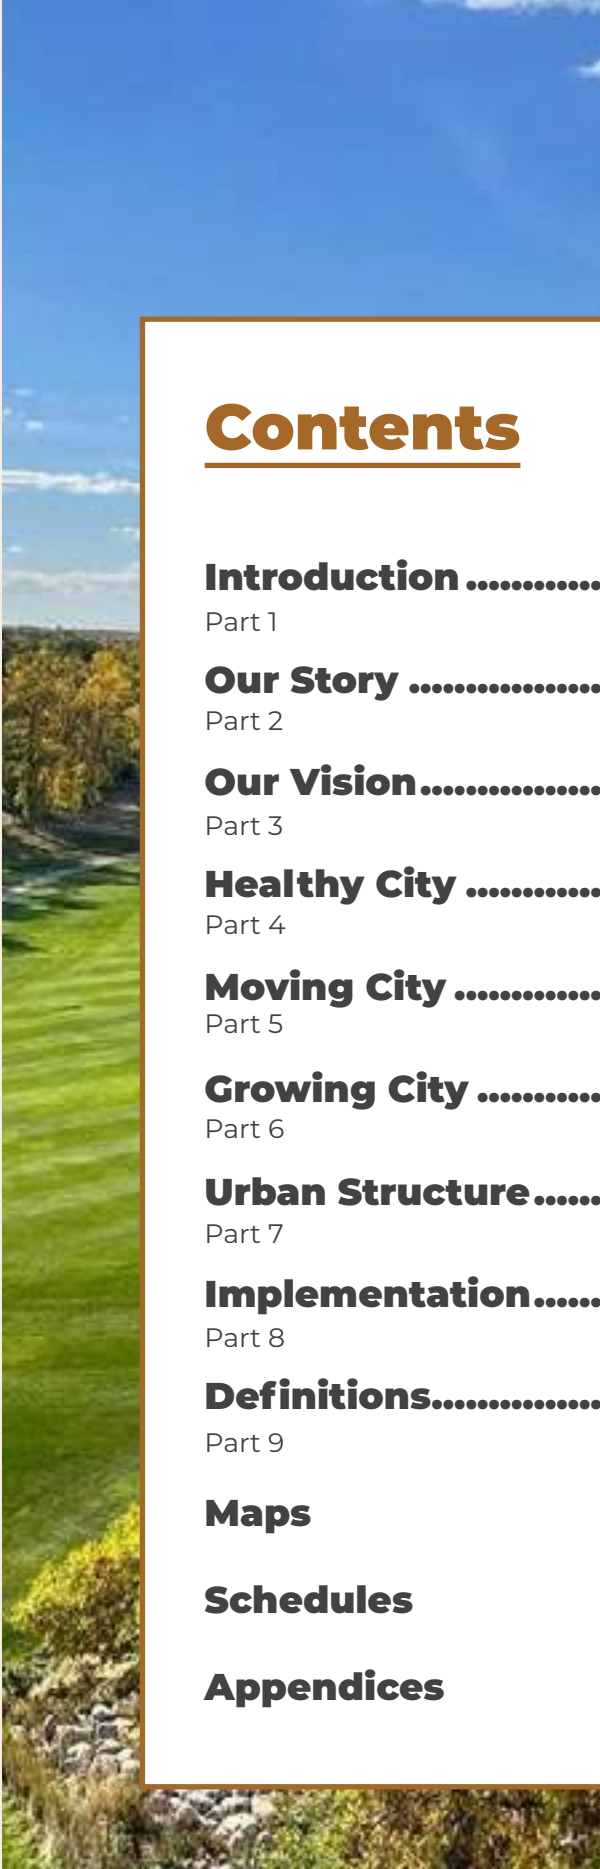 Contents
Introduction ............
Part 1
Our Story .................
Part 2
Our Vision................
Part 3
Healthy City ............
Part 4
Moving City .............
Part 5
Growing City ...........
Part 6
Urban Structure......
Part 7
Implementation......
Part 8
Definitions...............
Part 9
Maps
Schedules
Appendices